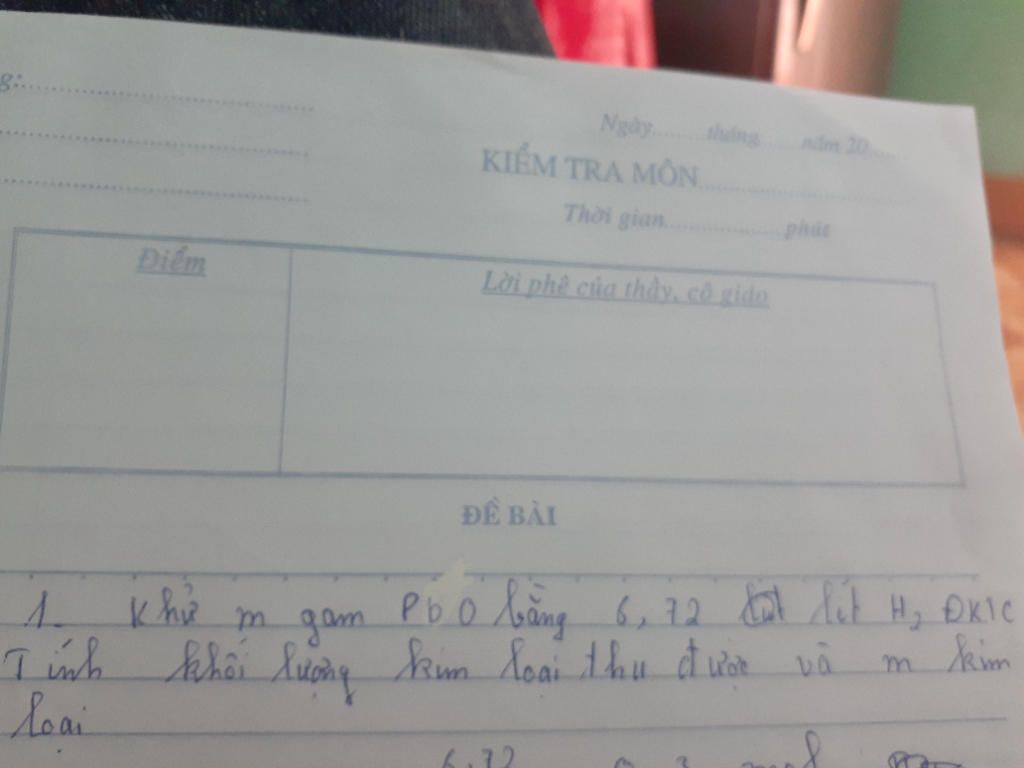 g:..............................
Ngày.........tháng......năm 20.....
KIỂM TRA MÔN..............................
Thời gian....................phút
Điểm
Lời phê của thầy, cô giáo
ĐỀ BÀI
1. Khử m gam PbO bằng 6,72 lít H2 ĐKTC
Tính khối lượng kim loại thu được và m kim
loại
6,72